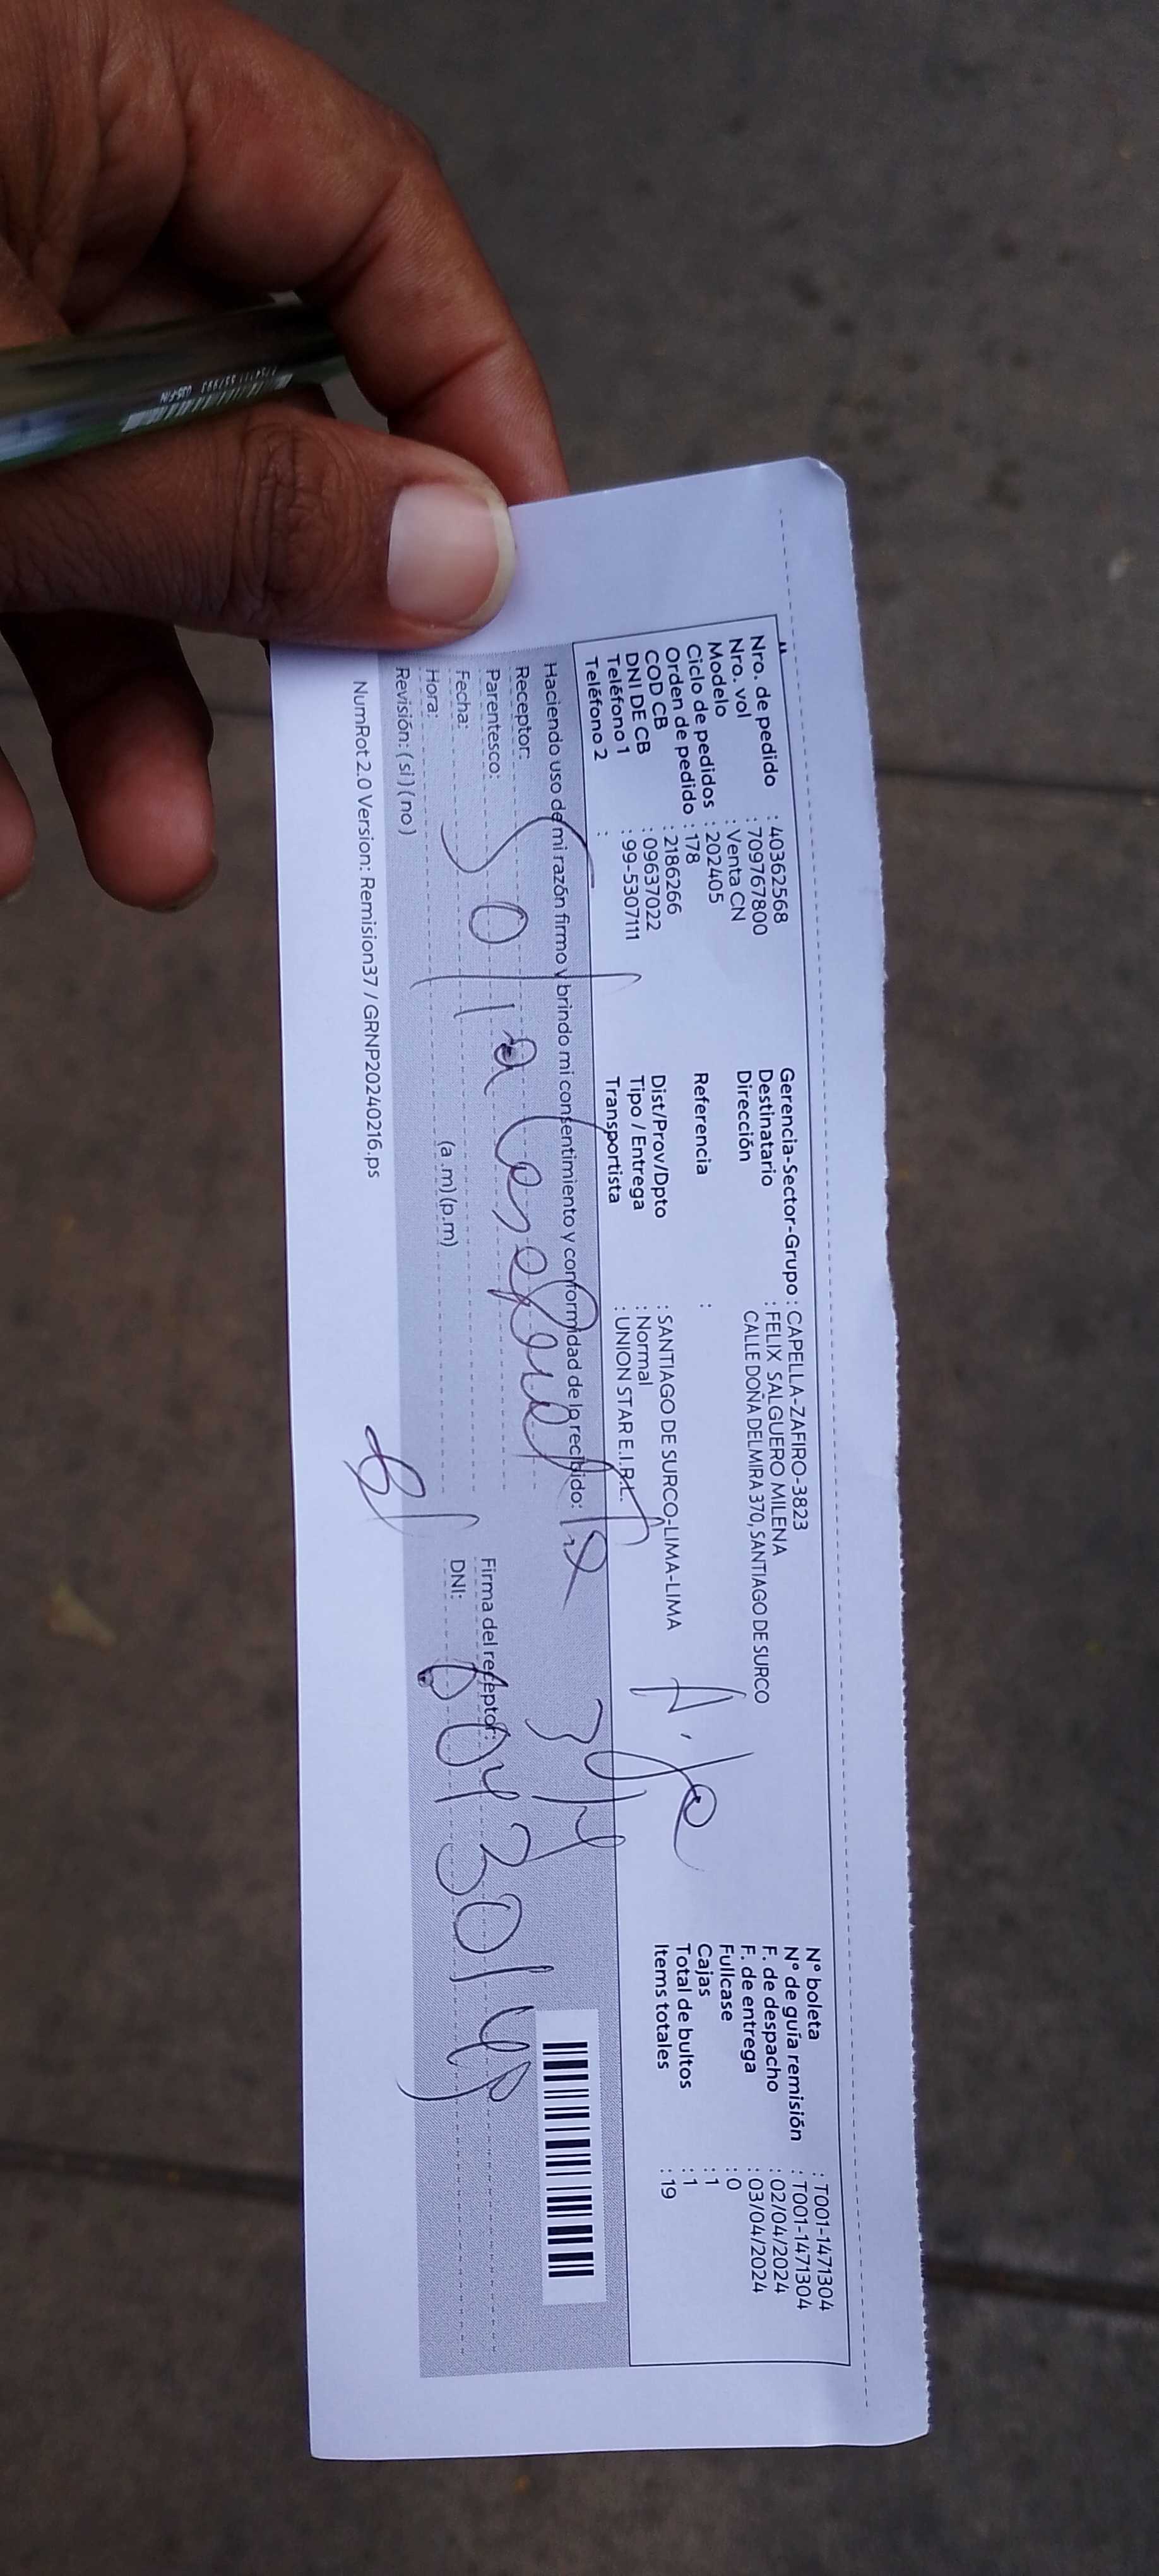 Nro. de pedido : 40362568
Nro. vol : 709767800
Modelo : Venta CN
Ciclo de pedidos : 202405
Orden de pedido : 178
COD CB : 2186266
DNI DE CB : 09637022
Teléfono 1 : 99-5307111
Teléfono 2 :
Gerencia-Sector-Grupo : CAPELLA-ZAFIRO-3823
Destinatario : FELIX SALGUERO MILENA
Dirección CALLE DOÑA DELMIRA 370, SANTIAGO DE SURCO
Referencia :
Dist/Prov/Dpto : SANTIAGO DE SURCO-LIMA-LIMA
Tipo / Entrega : Normal
Transportista : UNION STAR E.I.R.L.
N° boleta : T001-1471304
N° de guía remisión : T001-1471304
F. de despacho : 02/04/2024
F. de entrega : 03/04/2024
Fullcase : 0
Cajas : 1
Total de bultos : 1
Items totales : 19
Haciendo uso de mi razón firmo y brindo mi consentimiento y conformidad de lo recibido:
Receptor:
Parentesco:
Fecha:
Hora: (a .m) (p.m)
Revisión: ( si ) ( no )
3/4
Firma del receptor:
DNI:
NumRot 2.0 Version: Remision37 / GRNP20240216.ps